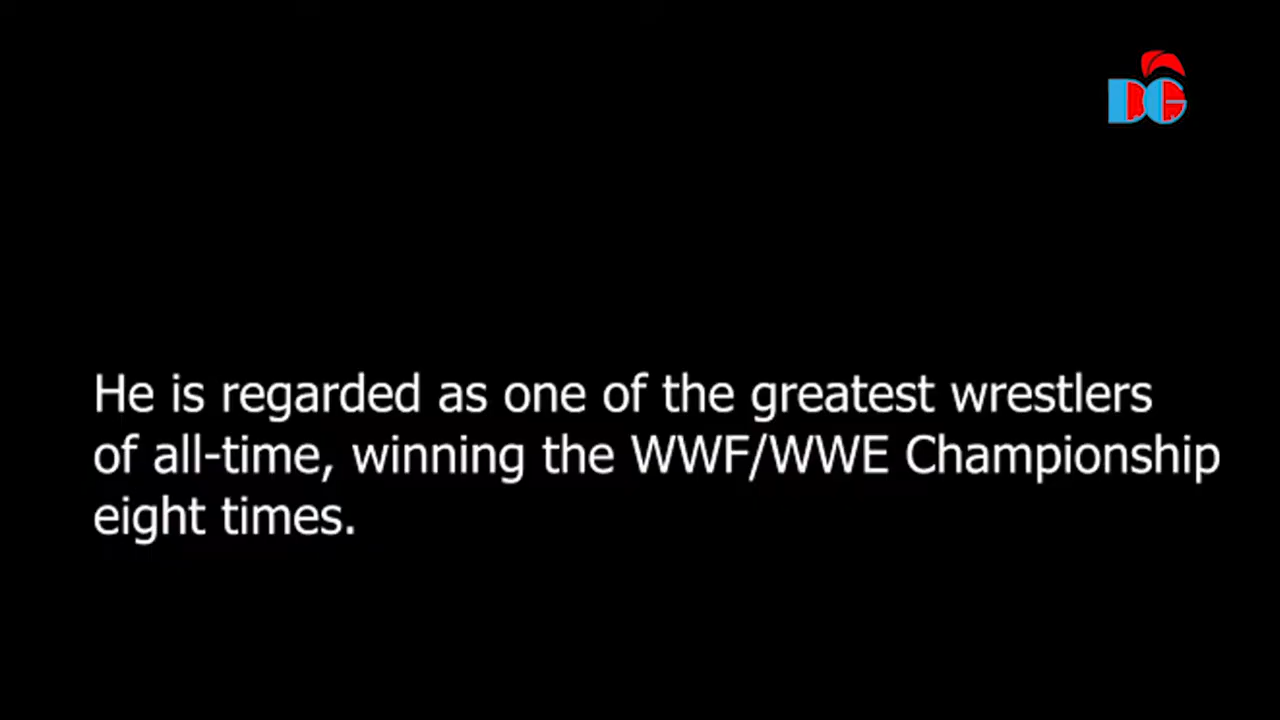 DG
He is regarded as one of the greatest wrestlers
of all-time, winning the WWF/WWE Championship
eight times.